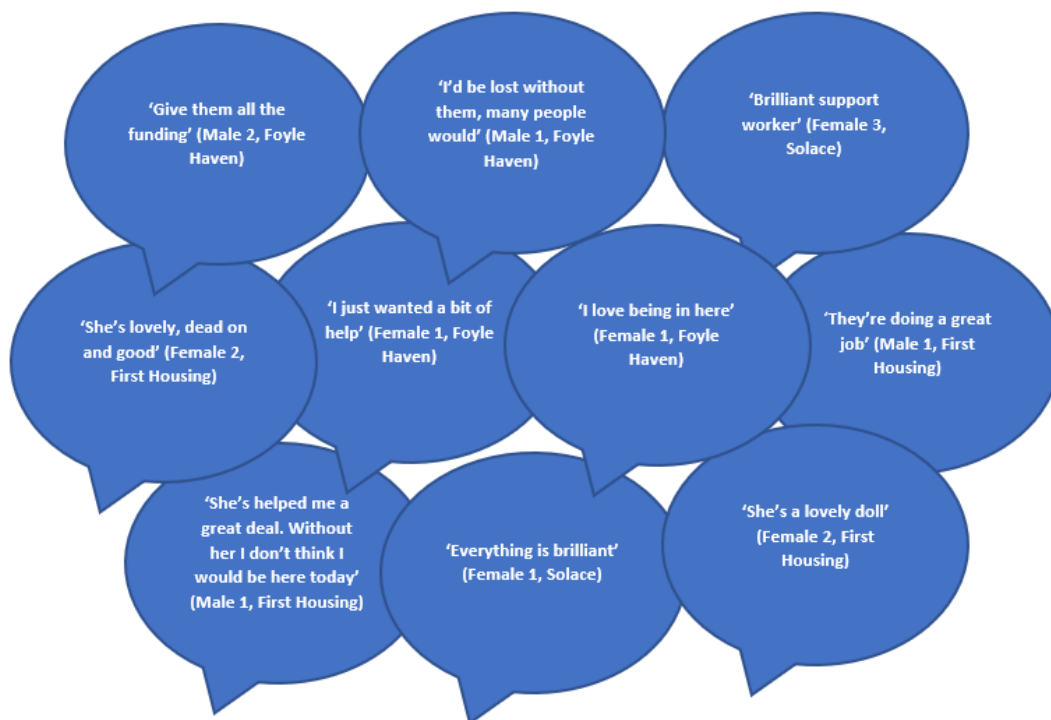 ‘Give them all the
funding’ (Male 2, Foyle
Haven)
‘I’d be lost without
them, many people
would’ (Male 1, Foyle
Haven)
‘Brilliant support
worker’ (Female 3,
Solace)
‘She’s lovely, dead on
and good’ (Female 2,
First Housing)
‘I just wanted a bit of
help’ (Female 1, Foyle
Haven)
‘I love being in here’
(Female 1, Foyle
Haven)
‘They’re doing a great
job’ (Male 1, First
Housing)
‘She’s helped me a
great deal. Without
her I don’t think I
would be here today’
(Male 1, First Housing)
‘Everything is brilliant’
(Female 1, Solace)
‘She’s a lovely doll’
(Female 2, First
Housing)